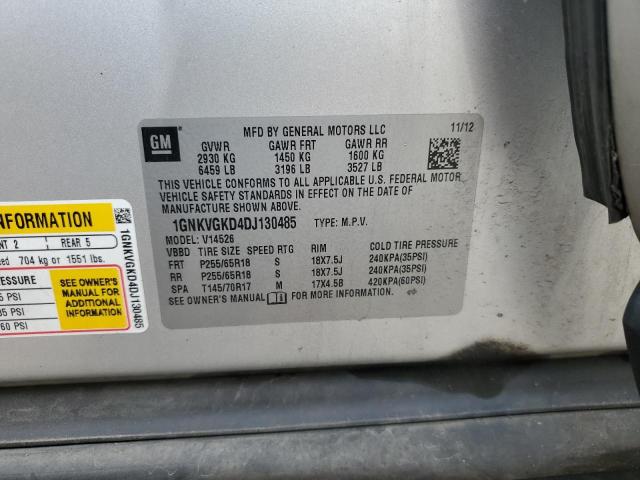 GM
MFD BY GENERAL MOTORS LLC
11/12
GVWR GAWR FRT GAWR RR
2930 KG 1450 KG 1600 KG
6459 LB 3196 LB 3527 LB
THIS VEHICLE CONFORMS TO ALL APPLICABLE U.S. FEDERAL MOTOR
VEHICLE SAFETY STANDARDS IN EFFECT ON THE DATE OF
MANUFACTURE SHOWN ABOVE.
1GNKVGKD4DJ130485 TYPE: M.P.V.
MODEL: V14526
VBBD TIRE SIZE SPEED RTG RIM COLD TIRE PRESSURE
FRT P255/65R18 S 18X7.5J 240KPA(35PSI)
RR P255/65R18 S 18X7.5J 240KPA(35PSI)
SPA T145/70R17 M 17X4.5B 420KPA(60PSI)
SEE OWNER'S MANUAL FOR MORE INFORMATION.
INFORMATION
2 REAR 5
704 kg or 1551 lbs.
PSI
PSI
60 PSI
SEE OWNER'S
MANUAL FOR
ADDITIONAL
INFORMATION
1GNKVGKD4DJ130485